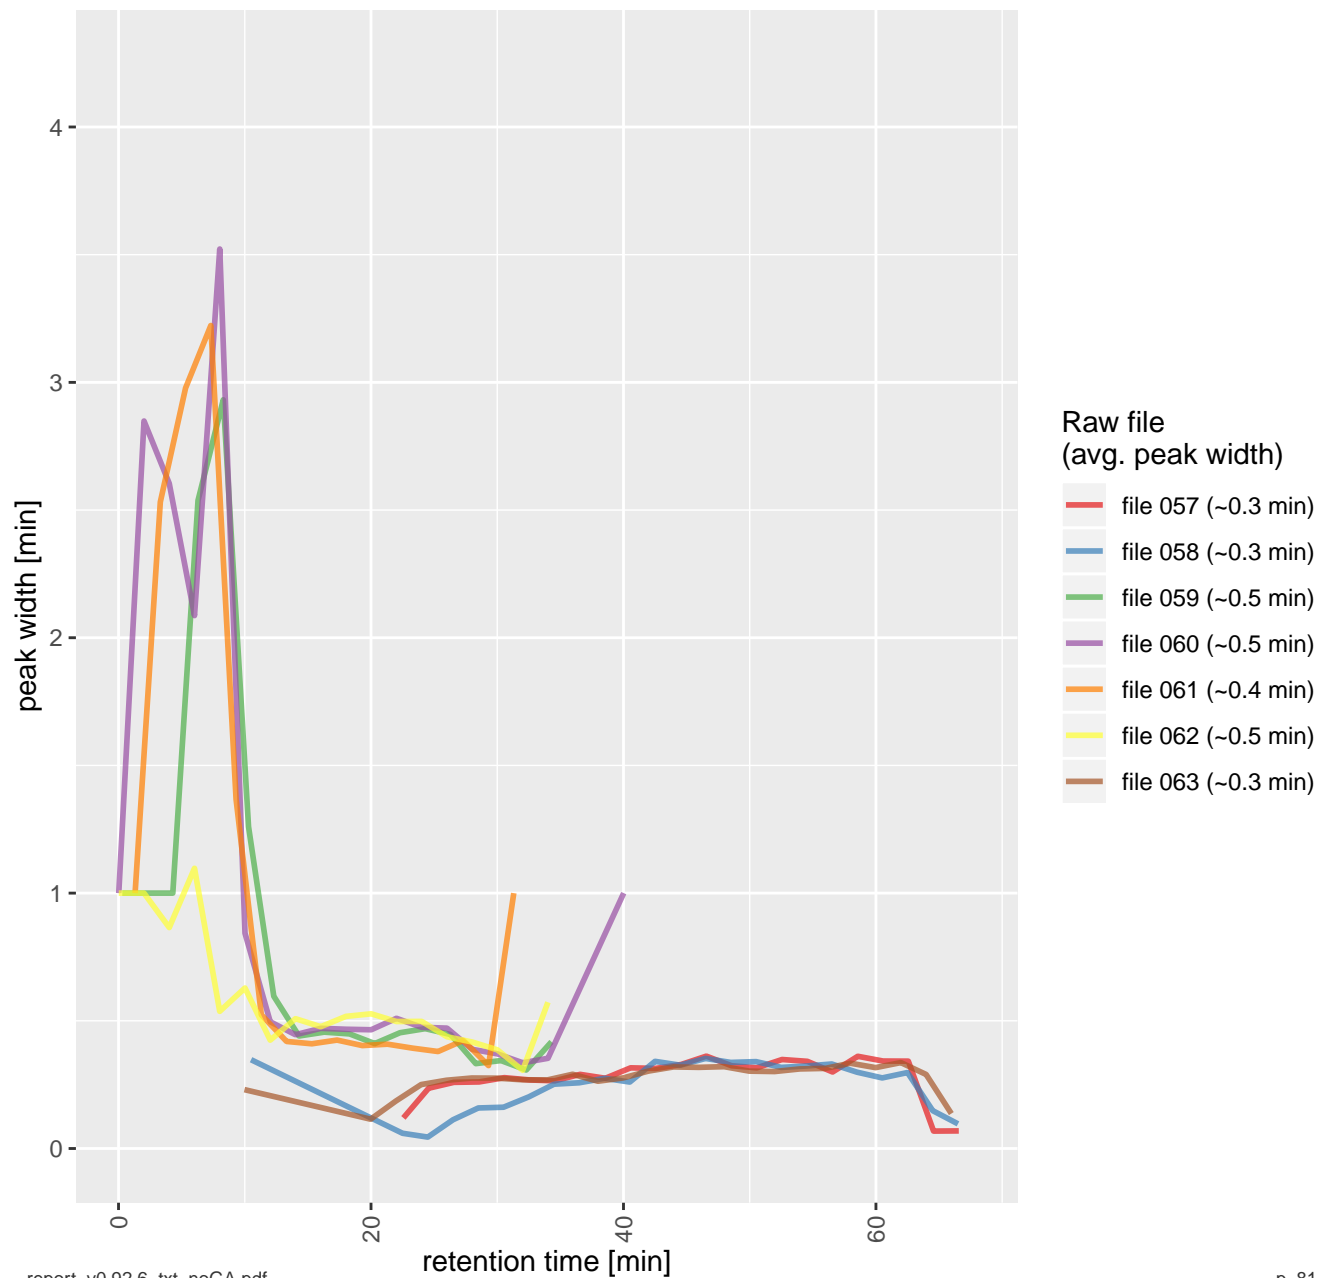 4
3
2
1
0
peak width [min]
0
20
40
60
retention time [min]
Raw file
(avg. peak width)
file 057 (~0.3 min)
file 058 (~0.3 min)
file 059 (~0.5 min)
file 060 (~0.5 min)
file 061 (~0.4 min)
file 062 (~0.5 min)
file 063 (~0.3 min)